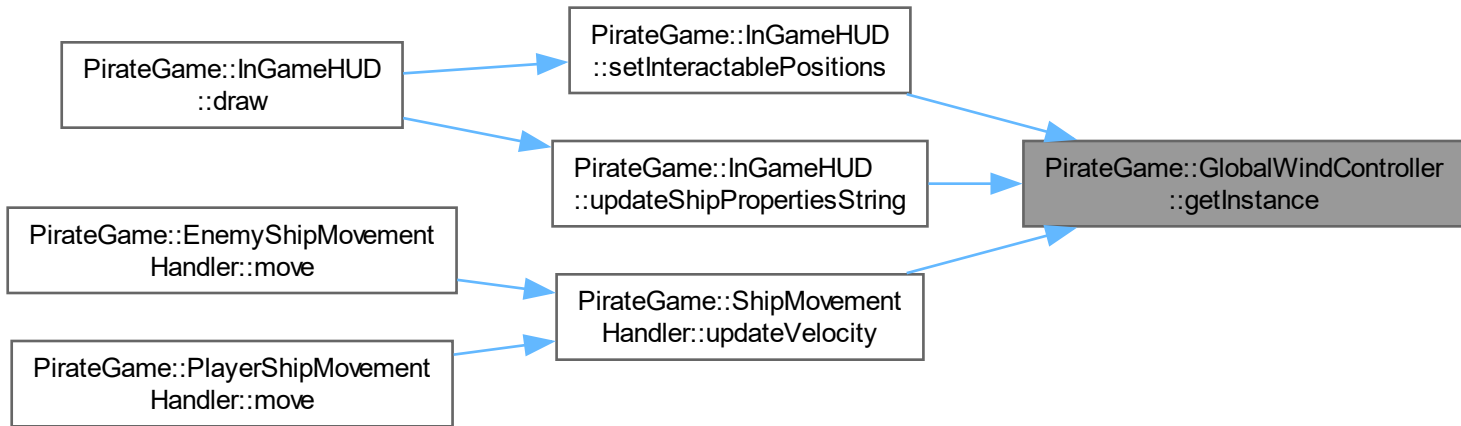 PirateGame::InGameHUD
::draw
PirateGame::EnemyShipMovement
Handler::move
PirateGame::PlayerShipMovement
Handler::move
PirateGame::InGameHUD
::setInteractablePositions
PirateGame::InGameHUD
::updateShipPropertiesString
PirateGame::ShipMovement
Handler::updateVelocity
PirateGame::GlobalWindController
::getInstance